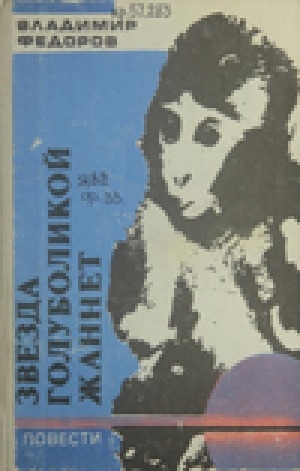 ВЛАДИМИР
ФЕДОРОВ
ЗВЕЗДА
ГОЛУБОЛИКОЙ
ЖАННЕТ
ПОВЕСТИ